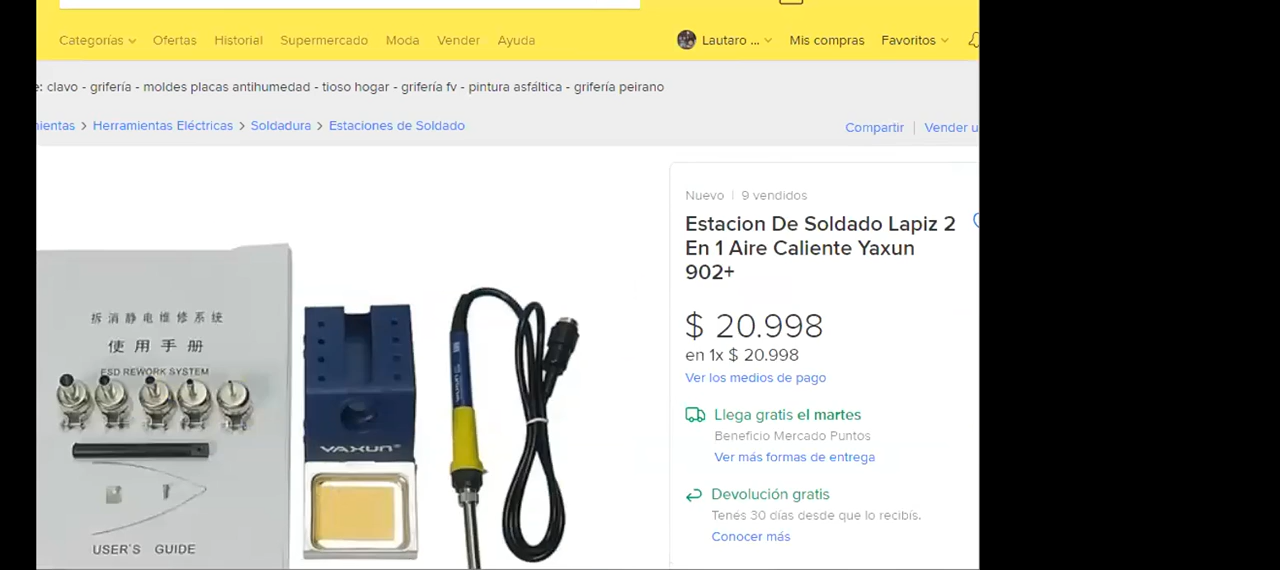 Categorías Ofertas Historial Supermercado Moda Vender Ayuda
Lautaro ... Mis compras Favoritos
: clavo - grifería - moldes placas antihumedad - tioso hogar - grifería fv - pintura asfáltica - grifería peirano
mientas > Herramientas Eléctricas > Soldadura > Estaciones de Soldado
Compartir | Vender u
Nuevo | 9 vendidos
Estacion De Soldado Lapiz 2
En 1 Aire Caliente Yaxun
902+
$ 20.998
en 1x $ 20.998
Ver los medios de pago
Llega gratis el martes
Beneficio Mercado Puntos
Ver más formas de entrega
Devolución gratis
Tenés 30 días desde que lo recibís.
Conocer más
拆消静电维修系統
使用手册
ESD REWORK SYSTEM
USER'S GUIDE
YAXUN®
YAXUN